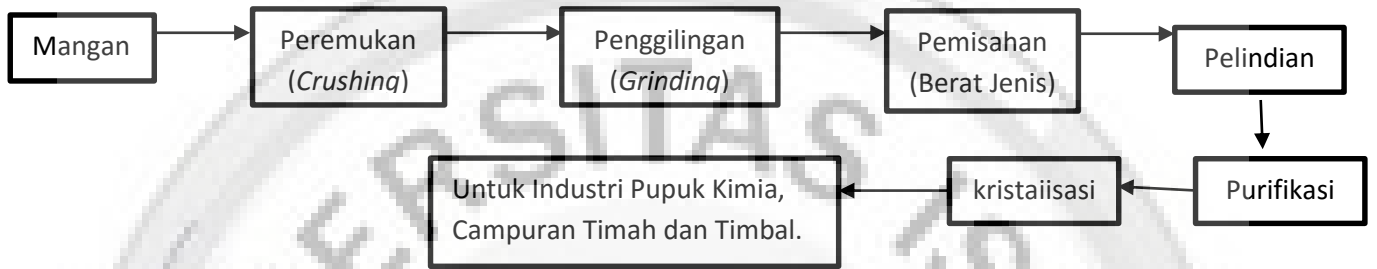 Mangan
Peremukan
(Crushing)
Penggilingan
(Grinding)
Pemisahan
(Berat Jenis)
Pelindian
Purifikasi
kristaiisasi
Untuk Industri Pupuk Kimia,
Campuran Timah dan Timbal.